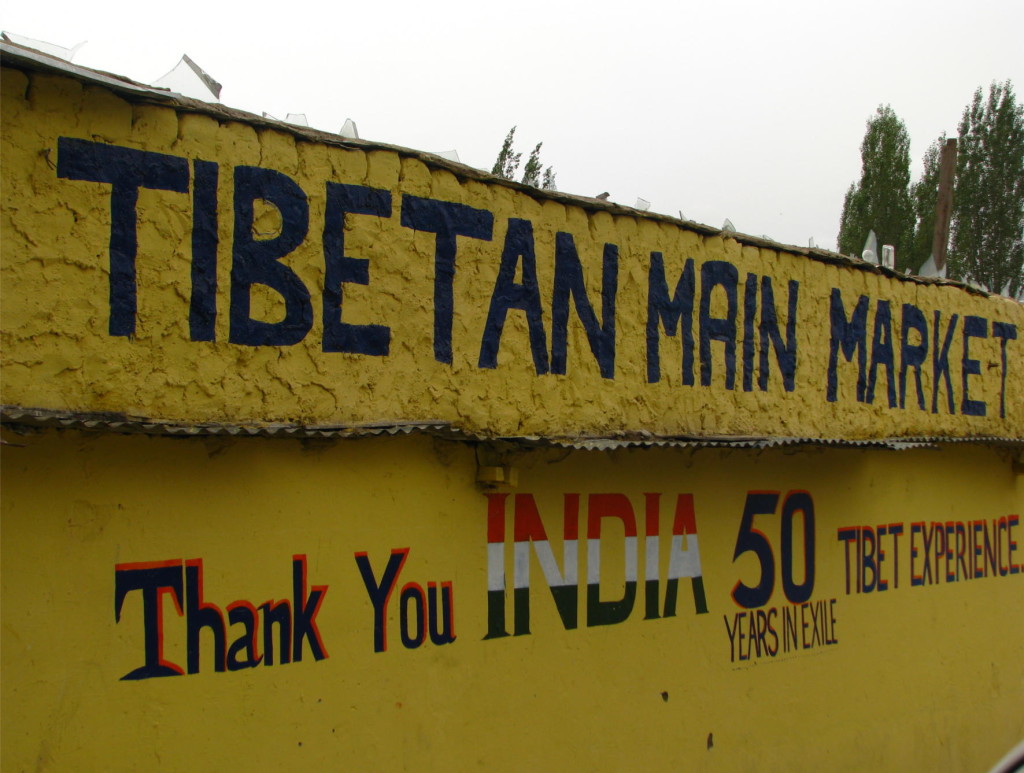 TIBETAN MAIN MARKET
Thank You INDIA 50 TIBET EXPERIENCE.
YEARS IN EXILE